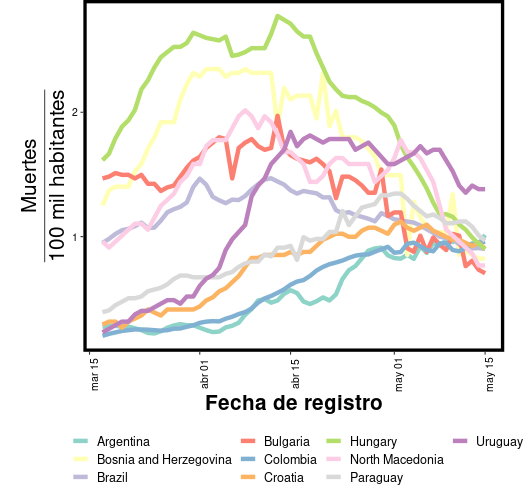 Muertes
100 mil habitantes
2
1
mar 15
abr 01
abr 15
may 01
may 15
Fecha de registro
Argentina
Bulgaria
Hungary
Uruguay
Bosnia and Herzegovina
Colombia
North Macedonia
Brazil
Croatia
Paraguay